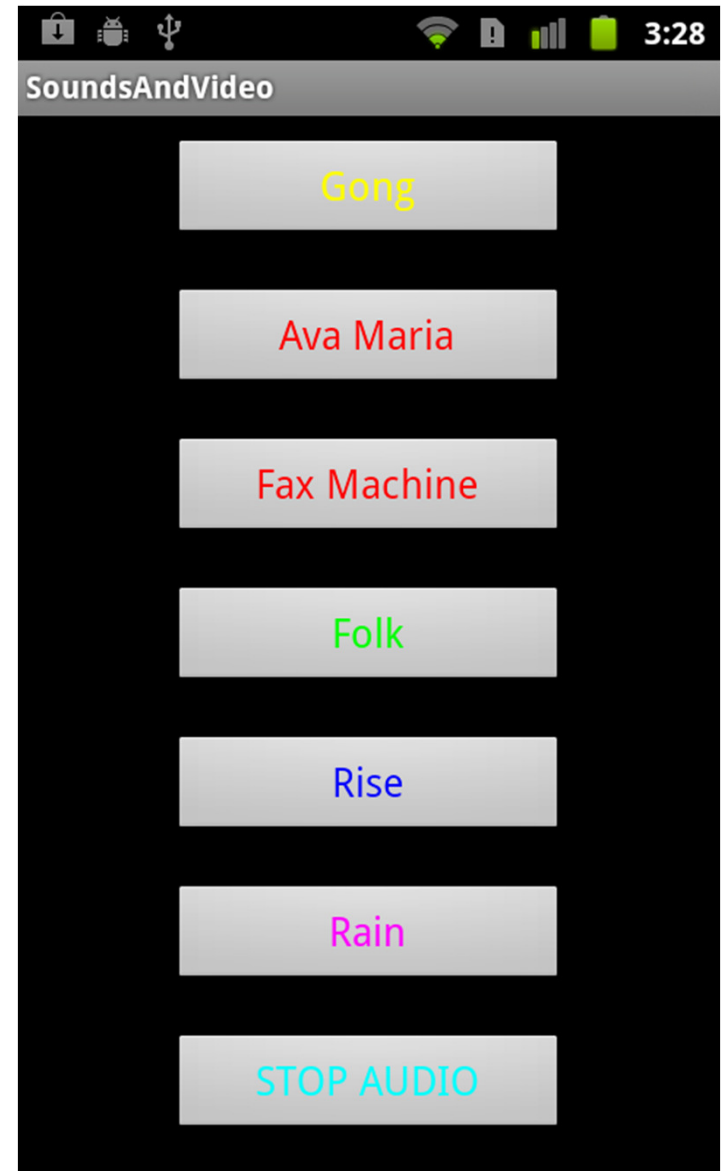 3:28
SoundsAndVideo
Gong
Ava Maria
Fax Machine
Folk
Rise
Rain
STOP AUDIO